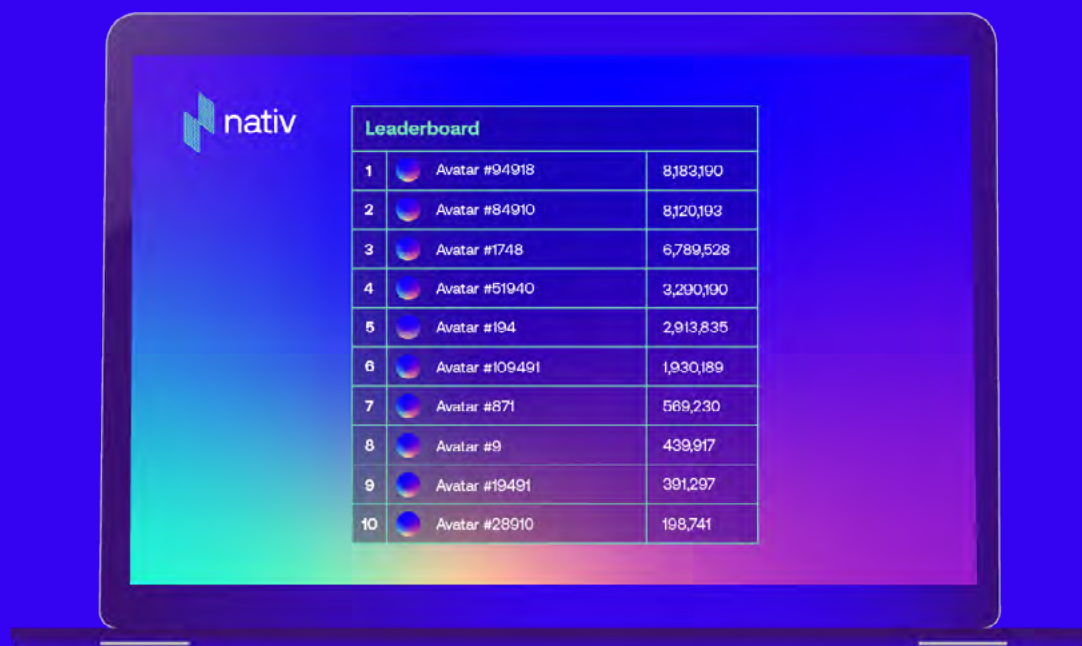 nativ
Leaderboard
1 Avatar #94918 8,183,190
2 Avatar #84910 8,120,193
3 Avatar #1748 6,789,528
4 Avatar #51940 3,290,190
5 Avatar #194 2,913,835
6 Avatar #109491 1,930,189
7 Avatar #871 569,230
8 Avatar #9 439,917
9 Avatar #19491 391,297
10 Avatar #28910 198,741